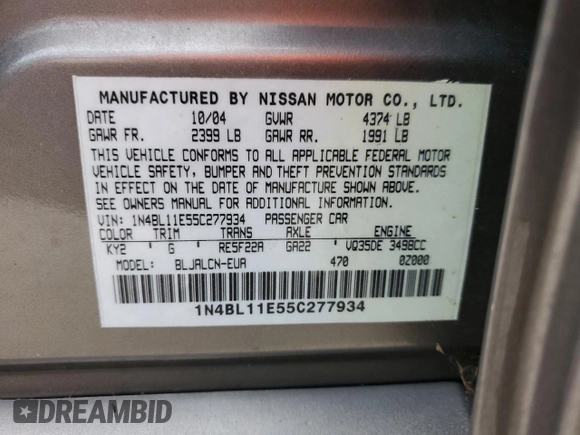 MANUFACTURED BY NISSAN MOTOR CO., LTD.
DATE 10/04 GVWR 4374 LB
GAWR FR. 2399 LB GAWR RR. 1991 LB
THIS VEHICLE CONFORMS TO ALL APPLICABLE FEDERAL MOTOR
VEHICLE SAFETY, BUMPER AND THEFT PREVENTION STANDARDS
IN EFFECT ON THE DATE OF MANUFACTURE SHOWN ABOVE.
SEE OWNERS MANUAL FOR ADDITIONAL INFORMATION.
VIN: 1N4BL11E55C277934 PASSENGER CAR
COLOR TRIM TRANS AXLE ENGINE
KY2 G RE5F22A GA22 VQ35DE 3498CC
MODEL: BLJALCN-EUA 470 0Z000
1N4BL11E55C277934
DREAMBID